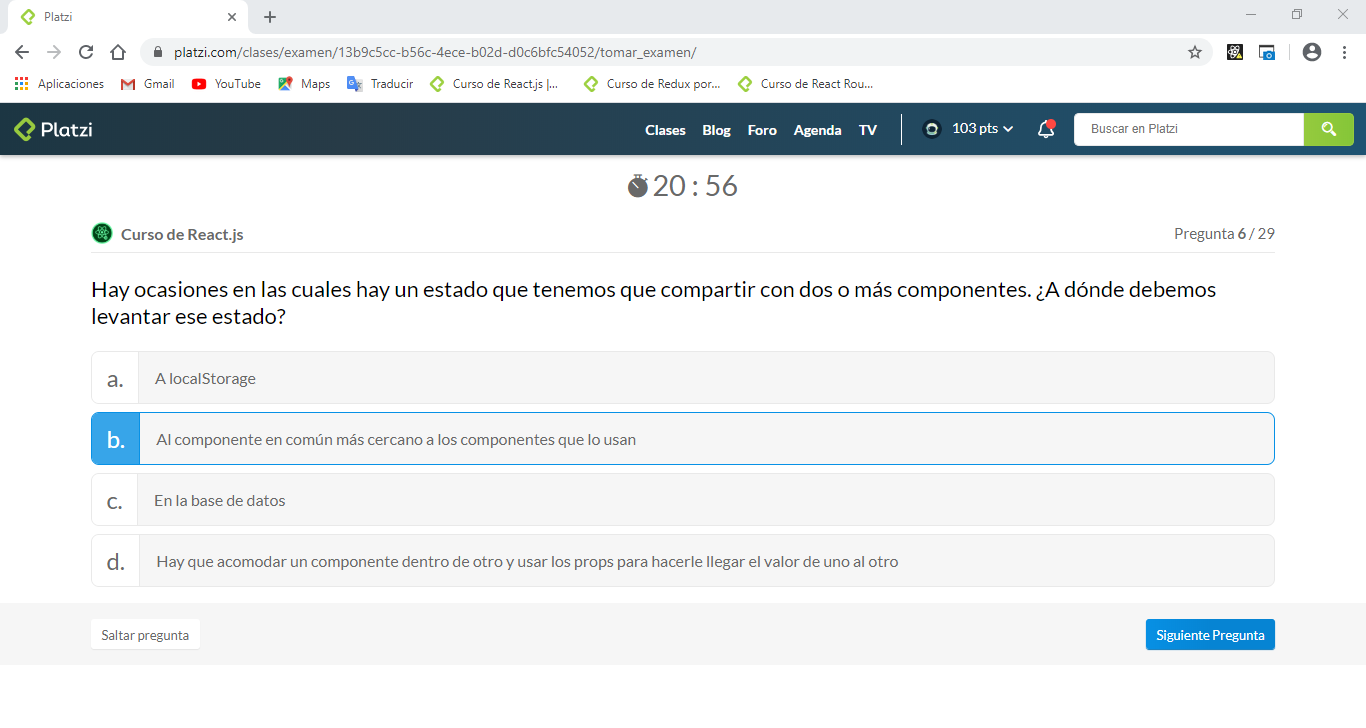 Platzi
platzi.com/clases/examen/13b9c5cc-b56c-4ece-b02d-d0c6bfc54052/tomar_examen/
Aplicaciones Gmail YouTube Maps Traducir Curso de React.js |... Curso de Redux por... Curso de React Rou...
Platzi Clases Blog Foro Agenda TV 103 pts Buscar en Platzi
20 : 56
Curso de React.js Pregunta 6 / 29
Hay ocasiones en las cuales hay un estado que tenemos que compartir con dos o más componentes. ¿A dónde debemos
levantar ese estado?
a. A localStorage
b. Al componente en común más cercano a los componentes que lo usan
c. En la base de datos
d. Hay que acomodar un componente dentro de otro y usar los props para hacerle llegar el valor de uno al otro
Saltar pregunta Siguiente Pregunta